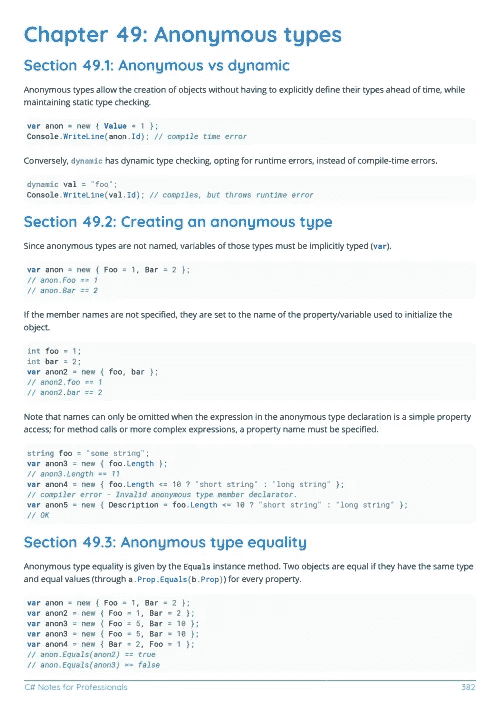 Chapter 49: Anonymous types
Section 49.1: Anonymous vs dynamic
Anonymous types allow the creation of objects without having to explicitly define their types ahead of time, while
maintaining static type checking.
var anon = new { Value = 1 };
Console.WriteLine(anon.Id); // compile time error
Conversely, dynamic has dynamic type checking, opting for runtime errors, instead of compile-time errors.
dynamic val = "foo";
Console.WriteLine(val.Id); // compiles, but throws runtime error
Section 49.2: Creating an anonymous type
Since anonymous types are not named, variables of those types must be implicitly typed (var).
var anon = new { Foo = 1, Bar = 2 };
// anon.Foo == 1
// anon.Bar == 2
If the member names are not specified, they are set to the name of the property/variable used to initialize the
object.
int foo = 1;
int bar = 2;
var anon2 = new { foo, bar };
// anon2.foo == 1
// anon2.bar == 2
Note that names can only be omitted when the expression in the anonymous type declaration is a simple property
access; for method calls or more complex expressions, a property name must be specified.
string foo = "some string";
var anon3 = new { foo.Length };
// anon3.Length == 11
var anon4 = new { foo.Length <= 10 ? "short string" : "long string" };
// compiler error - Invalid anonymous type member declarator.
var anon5 = new { Description = foo.Length <= 10 ? "short string" : "long string" };
// OK
Section 49.3: Anonymous type equality
Anonymous type equality is given by the Equals instance method. Two objects are equal if they have the same type
and equal values (through a.Prop.Equals(b.Prop)) for every property.
var anon = new { Foo = 1, Bar = 2 };
var anon2 = new { Foo = 1, Bar = 2 };
var anon3 = new { Foo = 5, Bar = 10 };
var anon3 = new { Foo = 5, Bar = 10 };
var anon4 = new { Bar = 2, Foo = 1 };
// anon.Equals(anon2) == true
// anon.Equals(anon3) == false
C# Notes for Professionals
382